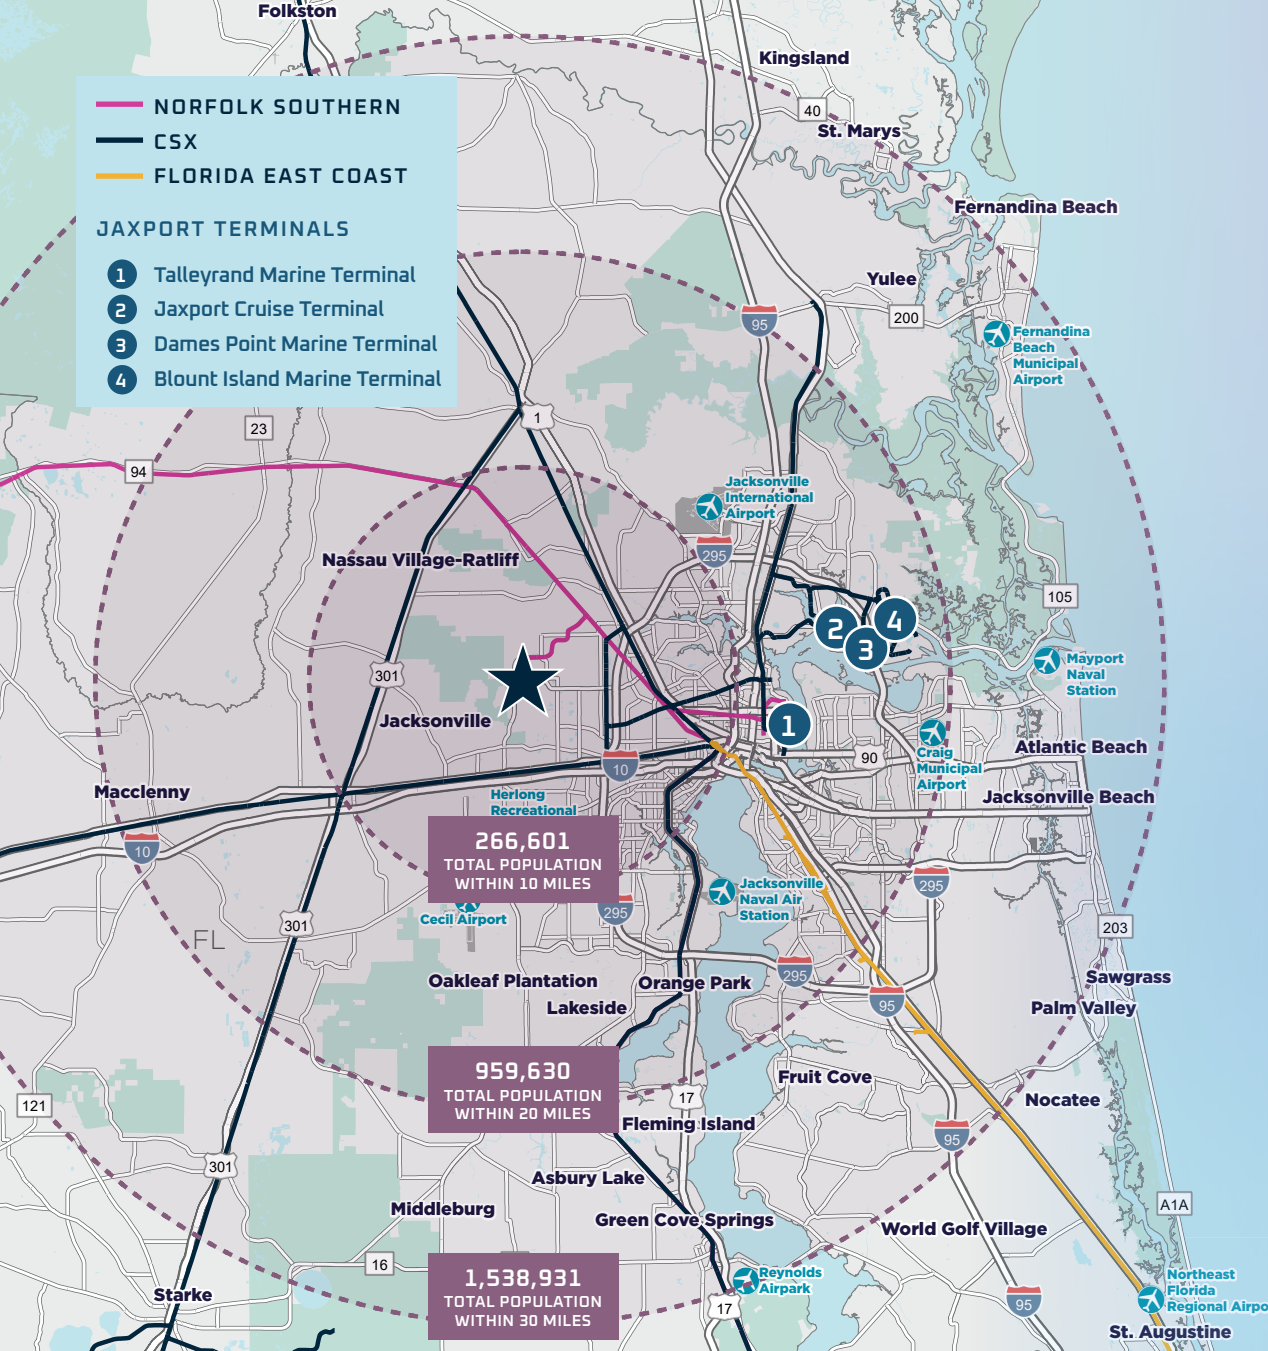 Folkston
Kingsland
40
St. Marys
NORFOLK SOUTHERN
CSX
FLORIDA EAST COAST
JAXPORT TERMINALS
1 Talleyrand Marine Terminal
2 Jaxport Cruise Terminal
3 Dames Point Marine Terminal
4 Blount Island Marine Terminal
Fernandina Beach
Yulee
200
95
Fernandina
Beach
Municipal
Airport
1
23
94
Jacksonville
International
Airport
295
Nassau Village-Ratliff
105
2
4
3
Mayport
Naval
Station
301
Jacksonville
1
90
Craig
Municipal
Airport
Atlantic Beach
10
Macclenny
Jacksonville Beach
Herlong
Recreational
10
266,601
TOTAL POPULATION
WITHIN 10 MILES
Jacksonville
Naval Air
Station
295
295
Cecil Airport
301
FL
203
295
Oakleaf Plantation
Orange Park
Sawgrass
Lakeside
95
Palm Valley
959,630
TOTAL POPULATION
WITHIN 20 MILES
Fruit Cove
17
Nocatee
121
Fleming Island
95
301
Asbury Lake
A1A
Middleburg
Green Cove Springs
World Golf Village
16
1,538,931
TOTAL POPULATION
WITHIN 30 MILES
Reynolds
Airpark
17
Starke
95
Northeast
Florida
Regional Airpo
St. Augustine